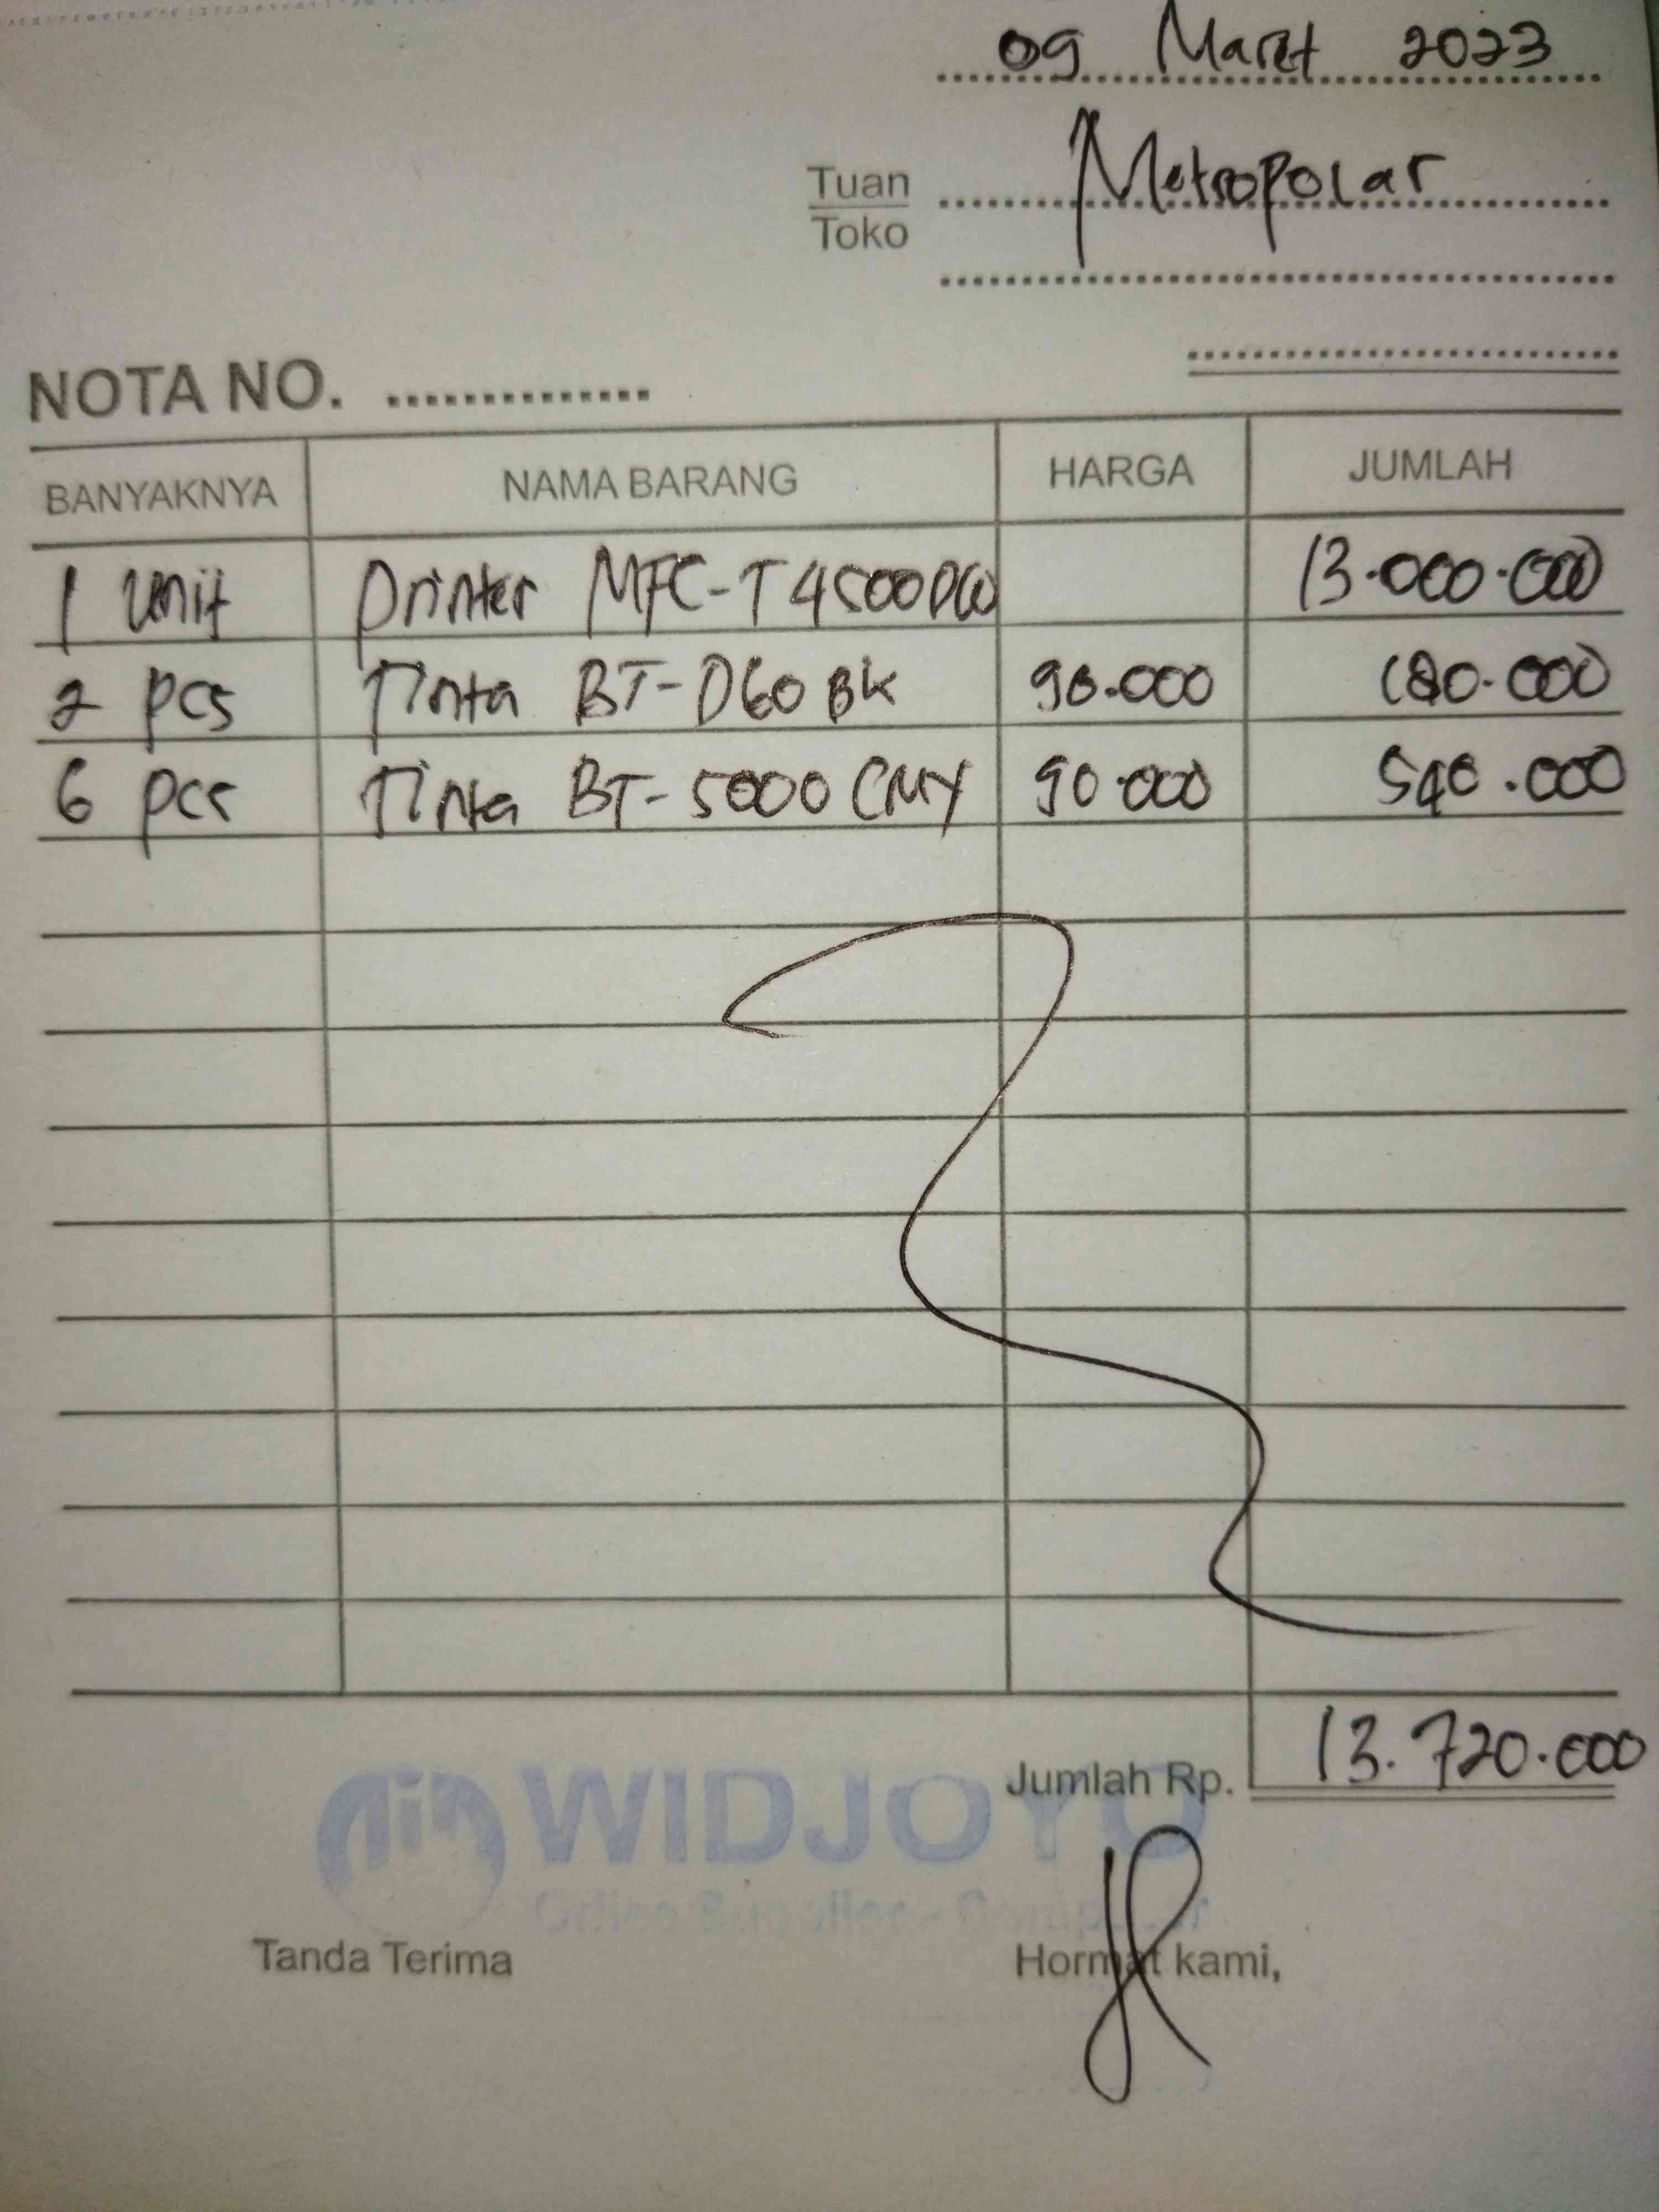 09 Maret 2023
Tuan Metropolar
Toko
NOTA NO.
BANYAKNYA NAMA BARANG HARGA JUMLAH
1 Unit Printer MFC-T4500DW 13.000.000
2 pcs Tinta BT-D60 BK 90.000 180.000
6 pcs Tinta BT-5000 CMY 90.000 540.000
Jumlah Rp. 13.720.000
WIDJOYO
Tanda Terima Hormat kami,